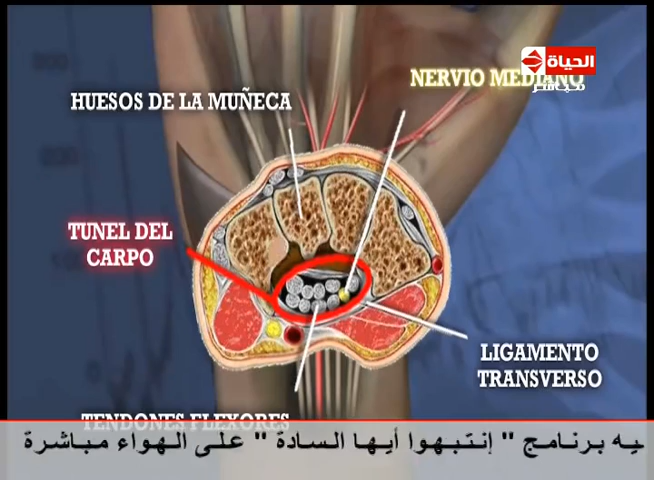 الحياة
مباشر
NERVIO MEDIANO
HUESOS DE LA MUÑECA
TUNEL DEL
CARPO
LIGAMENTO
TRANSVERSO
TENDONES FLEXORES
يه برنامج " إنتبهوا أيها السادة " على الهواء مباشرة